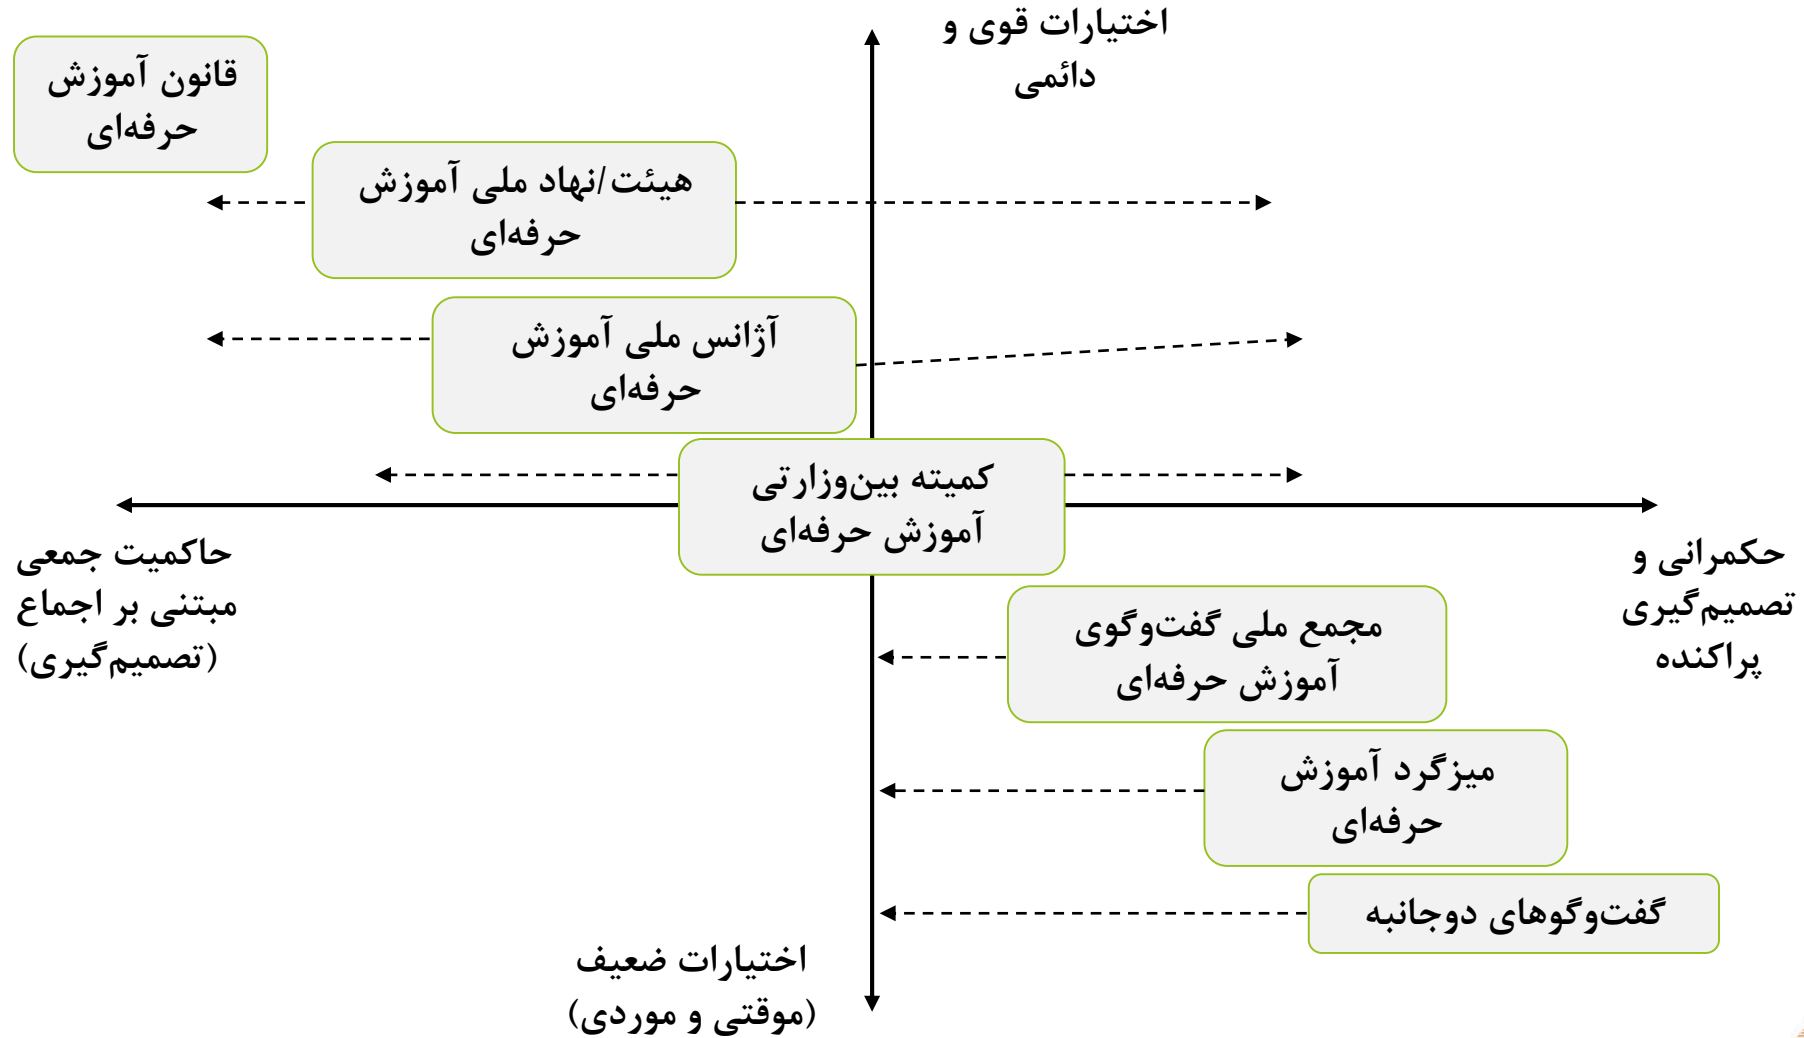 اختیارات قوی و
دائمی
قانون آموزش
حرفه‌ای
هیئت/نهاد ملی آموزش
حرفه‌ای
آژانس ملی آموزش
حرفه‌ای
کمیته بین‌وزارتی
آموزش حرفه‌ای
حکمرانی و
تصمیم‌گیری
پراکنده
حاکمیت جمعی
مبتنی بر اجماع
(تصمیم‌گیری)
مجمع ملی گفت‌وگوی
آموزش حرفه‌ای
میزگرد آموزش
حرفه‌ای
گفت‌وگوهای دوجانبه
اختیارات ضعیف
(موقتی و موردی)